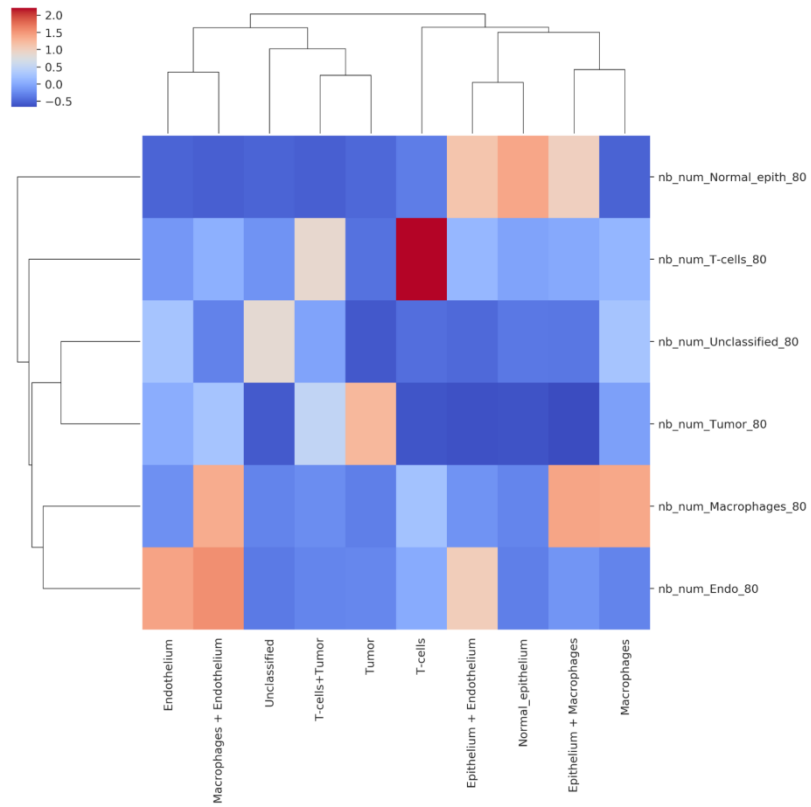 2.0
1.5
1.0
0.5
0.0
−0.5
nb_num_Normal_epith_80
nb_num_T-cells_80
nb_num_Unclassified_80
nb_num_Tumor_80
nb_num_Macrophages_80
nb_num_Endo_80
Endothelium
Macrophages + Endothelium
Unclassified
T-cells+Tumor
Tumor
T-cells
Epithelium + Endothelium
Normal_epithelium
Epithelium + Macrophages
Macrophages